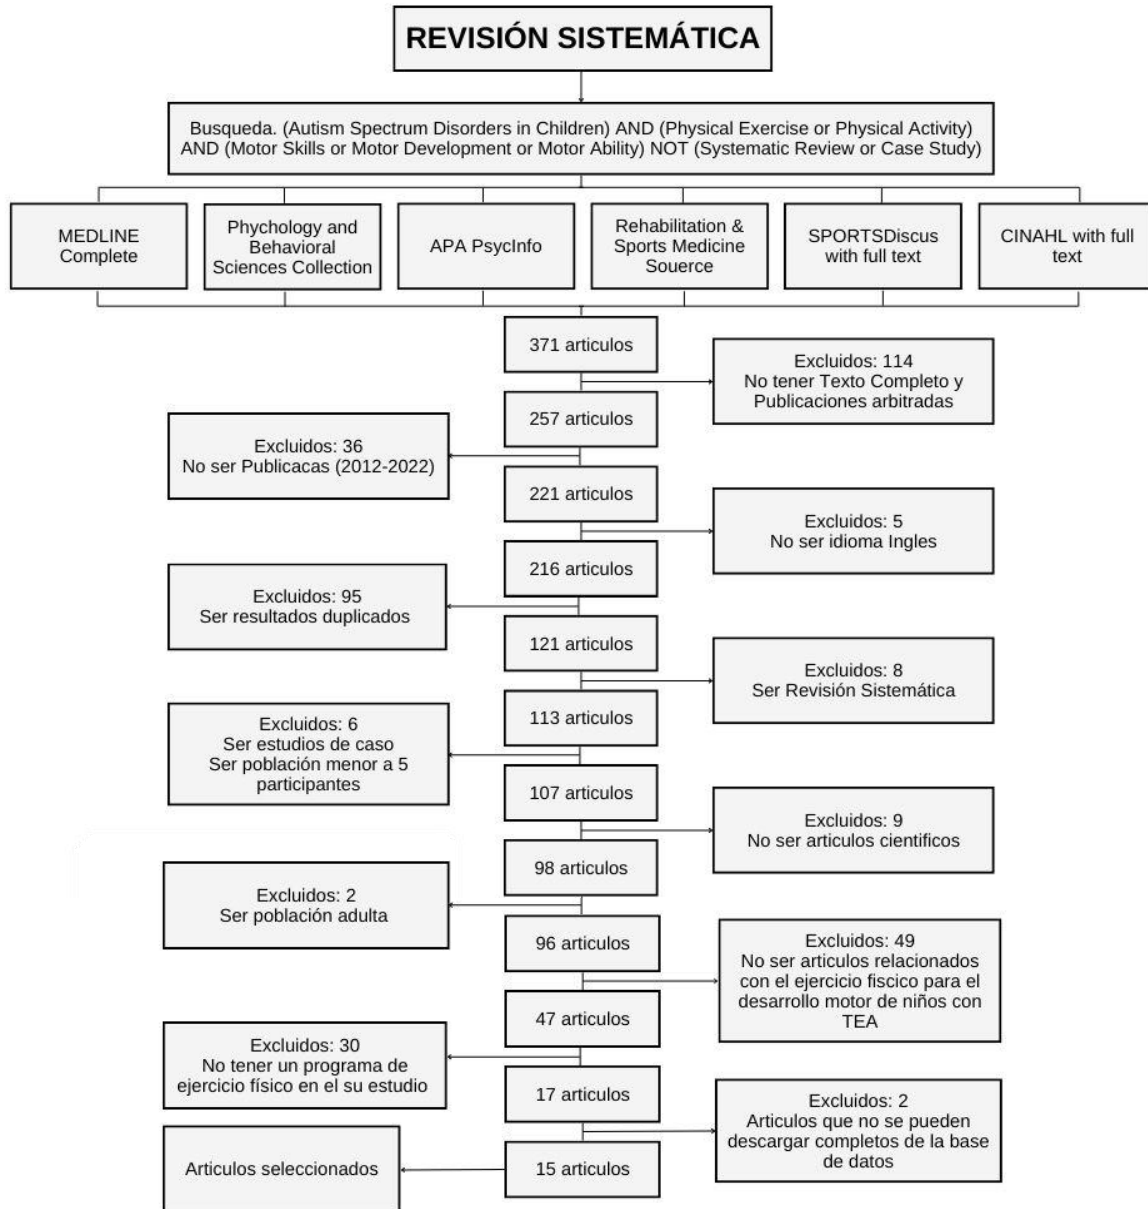 REVISIÓN SISTEMÁTICA
Busqueda. (Autism Spectrum Disorders in Children) AND (Physical Exercise or Physical Activity)
AND (Motor Skills or Motor Development or Motor Ability) NOT (Systematic Review or Case Study)
MEDLINE
Complete
Phychology and
Behavioral
Sciences Collection
APA PsycInfo
Rehabilitation &
Sports Medicine
Souerce
SPORTSDiscus
with full text
CINAHL with full
text
371 articulos
Excluidos: 114
No tener Texto Completo y
Publicaciones arbitradas
257 articulos
Excluidos: 36
No ser Publicacas (2012-2022)
221 articulos
Excluidos: 5
No ser idioma Ingles
216 articulos
Excluidos: 95
Ser resultados duplicados
121 articulos
Excluidos: 8
Ser Revisión Sistemática
113 articulos
Excluidos: 6
Ser estudios de caso
Ser población menor a 5
participantes
107 articulos
Excluidos: 9
No ser articulos cientificos
98 articulos
Excluidos: 2
Ser población adulta
96 articulos
Excluidos: 49
No ser articulos relacionados
con el ejercicio fiscico para el
desarrollo motor de niños con
TEA
47 articulos
Excluidos: 30
No tener un programa de
ejercicio físico en el su estudio
17 articulos
Excluidos: 2
Articulos que no se pueden
descargar completos de la base
de datos
15 articulos
Articulos seleccionados